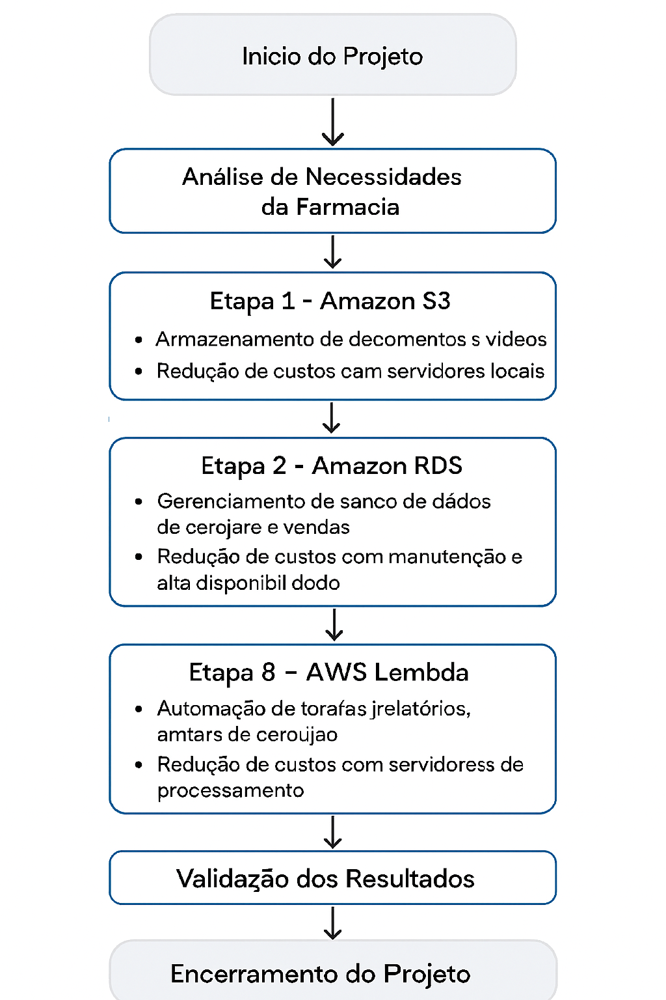 Inicio do Projeto
Análise de Necessidades
da Farmacia
Etapa 1 - Amazon S3
• Armazenamento de decomentos s videos
• Redução de custos cam servidores locais
Etapa 2 - Amazon RDS
• Gerenciamento de sanco de dádos
de cerojare e vendas
• Redução de custos com manutenção e
alta disponibil dodo
Etapa 8 – AWS Lembda
• Automação de torafas jrelatórios,
amtars de ceroujao
• Redução de custos com servidoress de
processamento
Validazão dos Resultados
Encerramento do Projeto